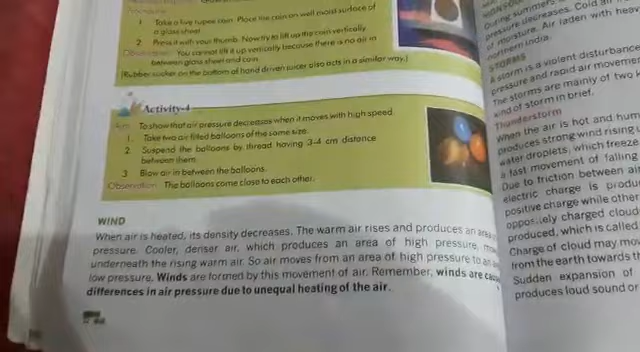 Procedure
1 Take a five rupee coin. Place the coin on well moist surface of
a glass sheet.
2 Press it with your thumb. Now try to lift up the coin vertically.
Observation You cannot lift it up vertically because there is no air in
between glass sheet and coin.
[Rubber sucker on the bottom of hand driven juicer also acts in a similar way.]
Activity-4
Aim To show that air pressure decreases when it moves with high speed.
1. Take two air filled balloons of the same size.
2 Suspend the balloons by thread having 3-4 cm distance
between them.
3 Blow air in between the balloons.
Observation The balloons come close to each other.
WIND
When air is heated, its density decreases. The warm air rises and produces an area
pressure. Cooler, denser air, which produces an area of high pressure,
underneath the rising warm air. So air moves from an area of high pressure to an
low pressure. Winds are formed by this movement of air. Remember, winds are
differences in air pressure due to unequal heating of the air.
During summers
pressure decreases. Cold air
of moisture. Air laden with heav
northern India.
STORMS
A storm is a violent disturbance
pressure and rapid air moveme
The storms are mainly of two
kind of storm in brief.
Thunderstorm
When the air is hot and hum
produces strong wind rising
water droplets, which freeze
a fast movement of falling
Due to friction between air
electric charge is prod
positive charge while other
oppositely charged cloud
produced, which is called
Charge of cloud may mo
from the earth towards th
Sudden expansion of
produces loud sound or